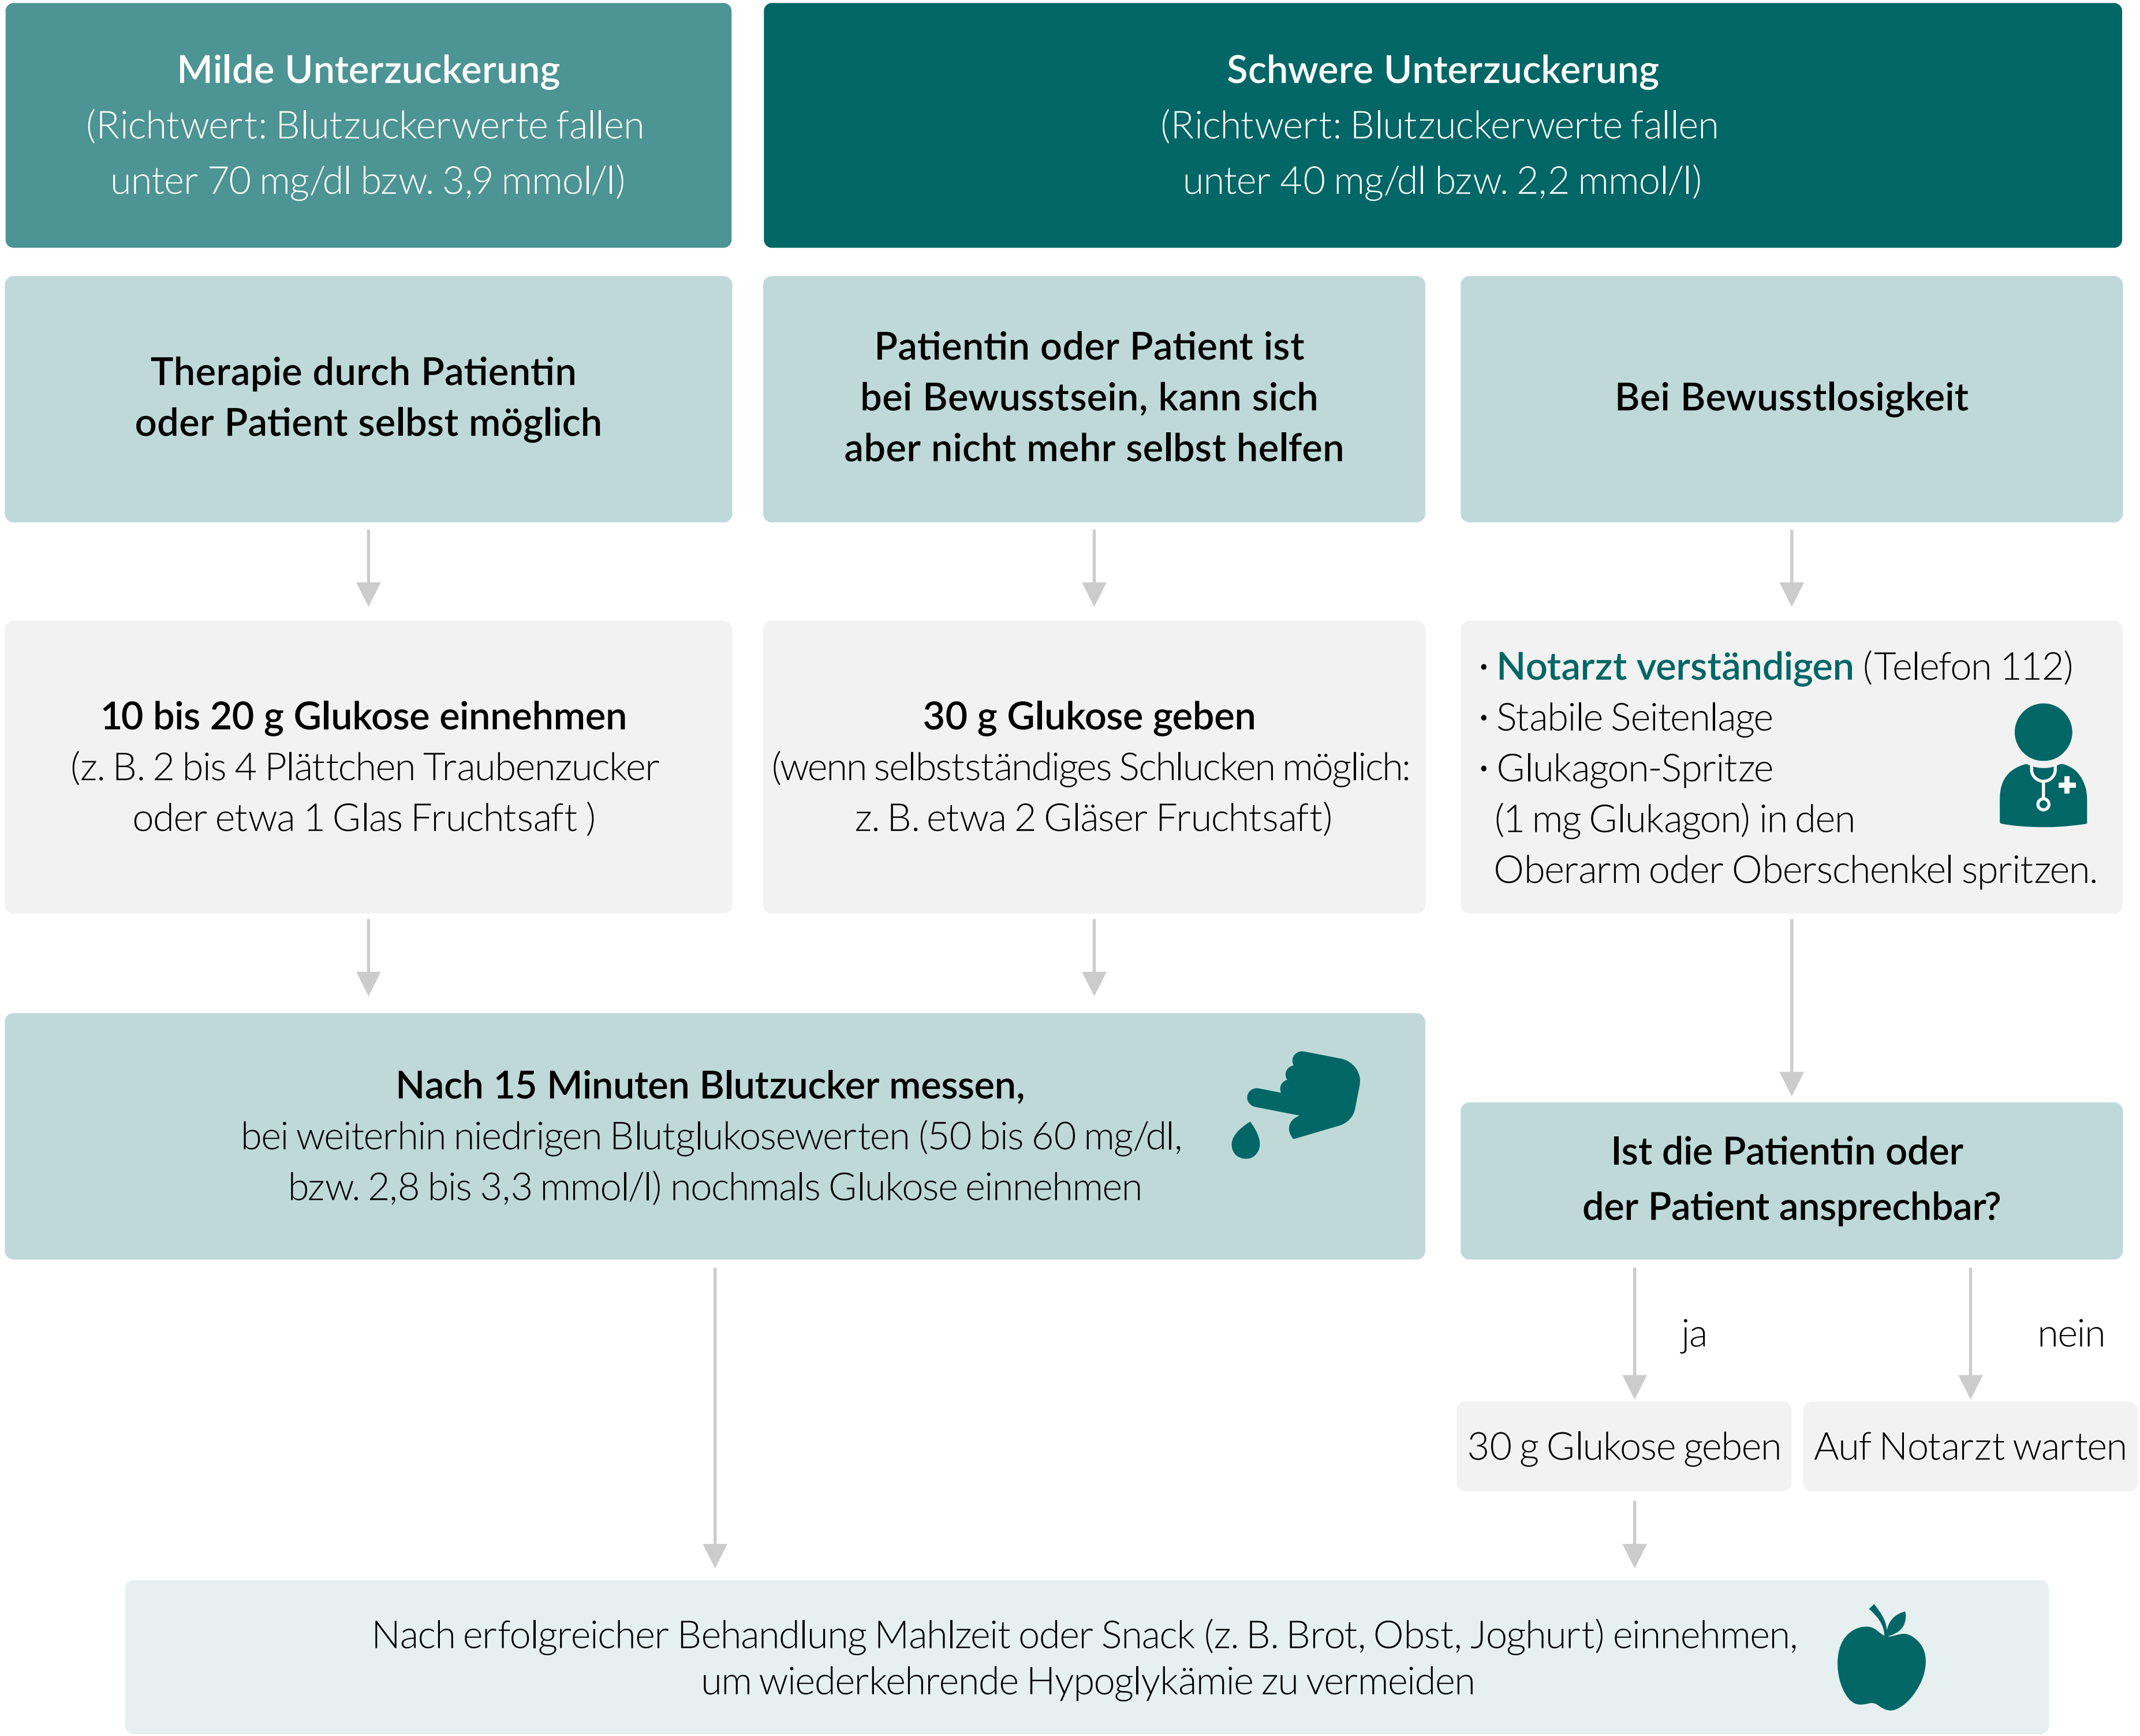 Milde Unterzuckerung
(Richtwert: Blutzuckerwerte fallen
unter 70 mg/dl bzw. 3,9 mmol/l)
Schwere Unterzuckerung
(Richtwert: Blutzuckerwerte fallen
unter 40 mg/dl bzw. 2,2 mmol/l)
Therapie durch Patientin
oder Patient selbst möglich
Patientin oder Patient ist
bei Bewusstsein, kann sich
aber nicht mehr selbst helfen
Bei Bewusstlosigkeit
10 bis 20 g Glukose einnehmen
(z. B. 2 bis 4 Plättchen Traubenzucker
oder etwa 1 Glas Fruchtsaft )
30 g Glukose geben
(wenn selbstständiges Schlucken möglich:
z. B. etwa 2 Gläser Fruchtsaft)
· Notarzt verständigen (Telefon 112)
· Stabile Seitenlage
· Glukagon-Spritze
(1 mg Glukagon) in den
Oberarm oder Oberschenkel spritzen.
Nach 15 Minuten Blutzucker messen,
bei weiterhin niedrigen Blutglukosewerten (50 bis 60 mg/dl,
bzw. 2,8 bis 3,3 mmol/l) nochmals Glukose einnehmen
Ist die Patientin oder
der Patient ansprechbar?
ja
nein
30 g Glukose geben
Auf Notarzt warten
Nach erfolgreicher Behandlung Mahlzeit oder Snack (z. B. Brot, Obst, Joghurt) einnehmen,
um wiederkehrende Hypoglykämie zu vermeiden